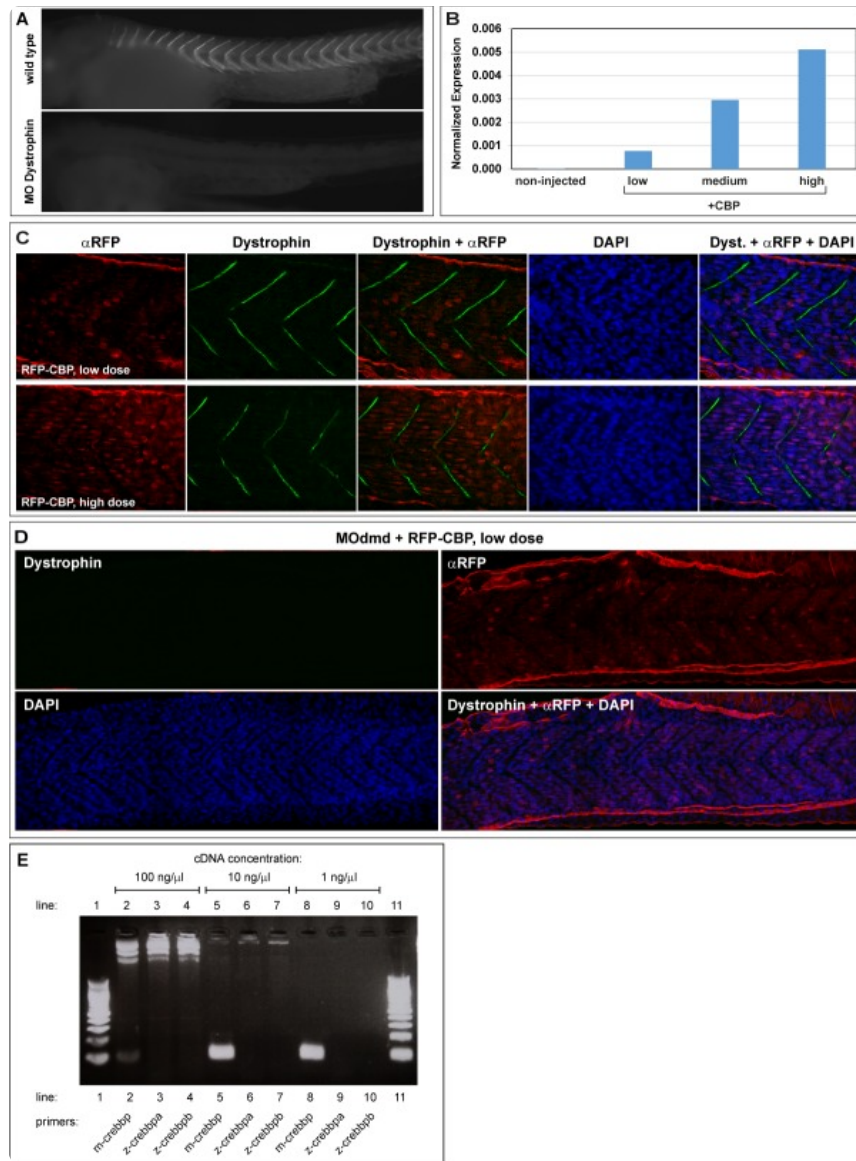 A
wild type
MO Dystrophin
B
Normalized Expression
0.006
0.005
0.004
0.003
0.002
0.001
0.000
non-injected low medium high
+CBP
C
αRFP Dystrophin Dystrophin + αRFP DAPI Dyst. + αRFP + DAPI
RFP-CBP, low dose
RFP-CBP, high dose
D
MOdmd + RFP-CBP, low dose
Dystrophin αRFP
DAPI Dystrophin + αRFP + DAPI
E
cDNA concentration:
100 ng/µl 10 ng/µl 1 ng/µl
line: 1 2 3 4 5 6 7 8 9 10 11
line: 1 2 3 4 5 6 7 8 9 10 11
primers: m-crebbp z-crebbpa z-crebbpb m-crebbp z-crebbpa z-crebbpb m-crebbp z-crebbpa z-crebbpb